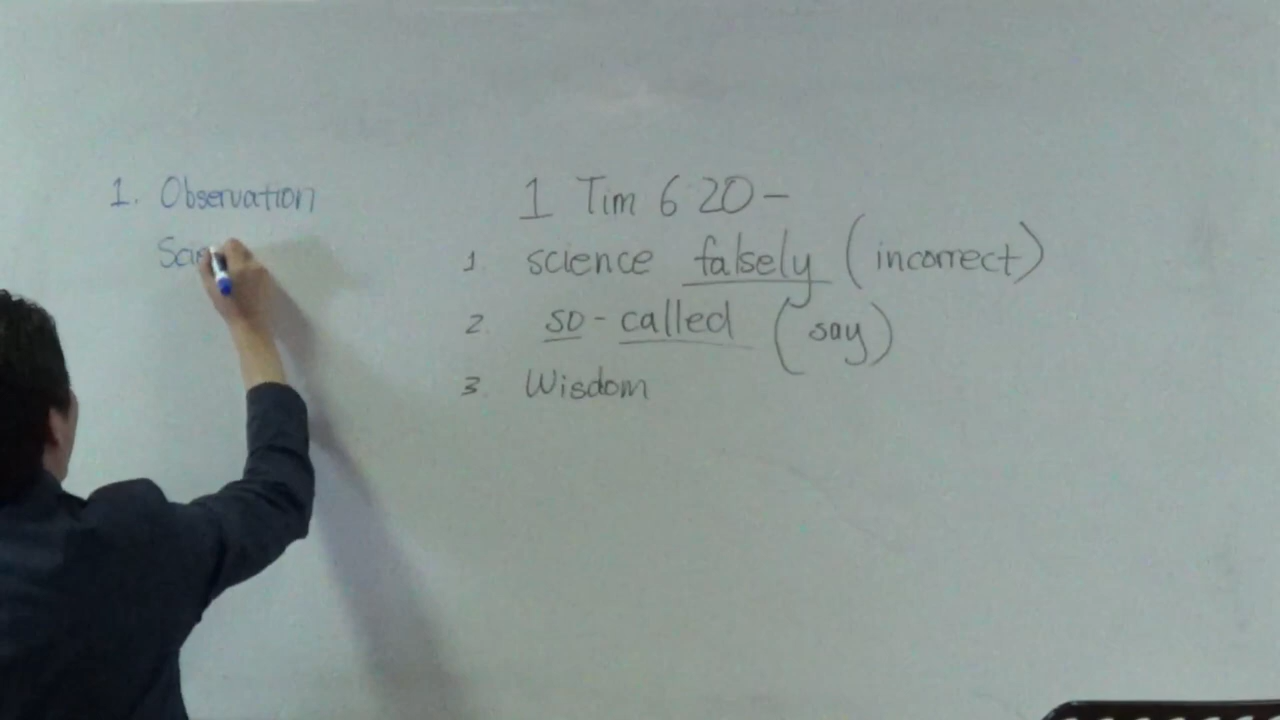 1. Observation
1 Tim 6 20-
1. science falsely (incorrect)
2. so-called (say)
3. Wisdom